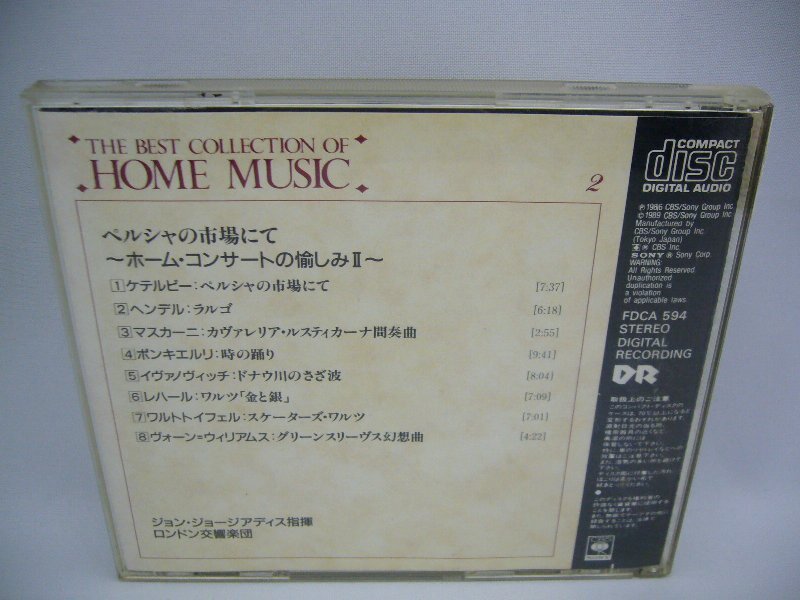 THE BEST COLLECTION OF
HOME MUSIC
2
ペルシャの市場にて
〜ホーム・コンサートの愉しみII〜
1 ケテルビー:ペルシャの市場にて [7:37]
2 ヘンデル:ラルゴ [6:18]
3 マスカーニ:カヴァレリア・ルスティカーナ間奏曲 [2:55]
4 ポンキエルリ:時の踊り [9:41]
5 イヴァノヴィッチ:ドナウ川のさざ波 [8:04]
6 レハール:ワルツ「金と銀」 [7:09]
7 ワルトトイフェル:スケーターズ・ワルツ [7:01]
8 ヴォーン=ウィリアムス:グリーンスリーヴス幻想曲 [4:22]
ジョン・ジョージアディス指揮
ロンドン交響楽団
COMPACT
disc
DIGITAL AUDIO
Ⓟ1986 CBS/Sony Group Inc.
©1989 CBS/Sony Group Inc.
Manufactured by
CBS/Sony Group Inc.
(Tokyo Japan)
® CBS Inc.
SONY ® Sony Corp.
WARNING:
All Rights Reserved.
Unauthorized
duplication is
a violation
of applicable laws.
FDCA 594
STEREO
DIGITAL
RECORDING
DR
取扱上のご注意